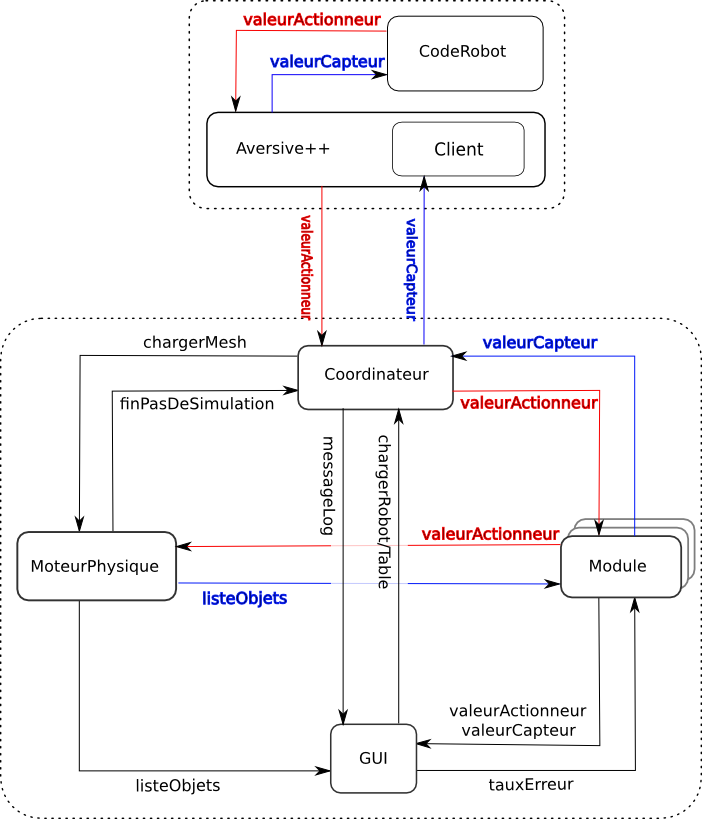 valeurActionneur
CodeRobot
valeurCapteur
Aversive++
Client
valeurActionneur
valeurCapteur
chargerMesh
valeurCapteur
Coordinateur
finPasDeSimulation
valeurActionneur
messageLog
chargerRobot/Table
valeurActionneur
MoteurPhysique
Module
listeObjets
valeurActionneur
valeurCapteur
GUI
listeObjets
tauxErreur